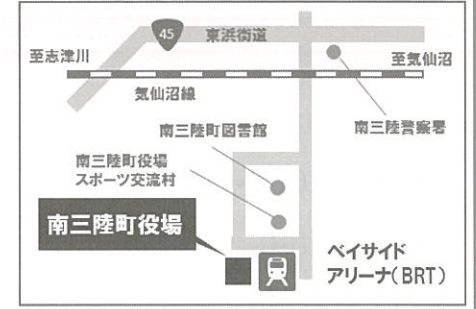 45
東浜街道
至志津川
至気仙沼
気仙沼線
南三陸警察署
南三陸町図書館
南三陸町役場
スポーツ交流村
南三陸町役場
ベイサイド
アリーナ(BRT)